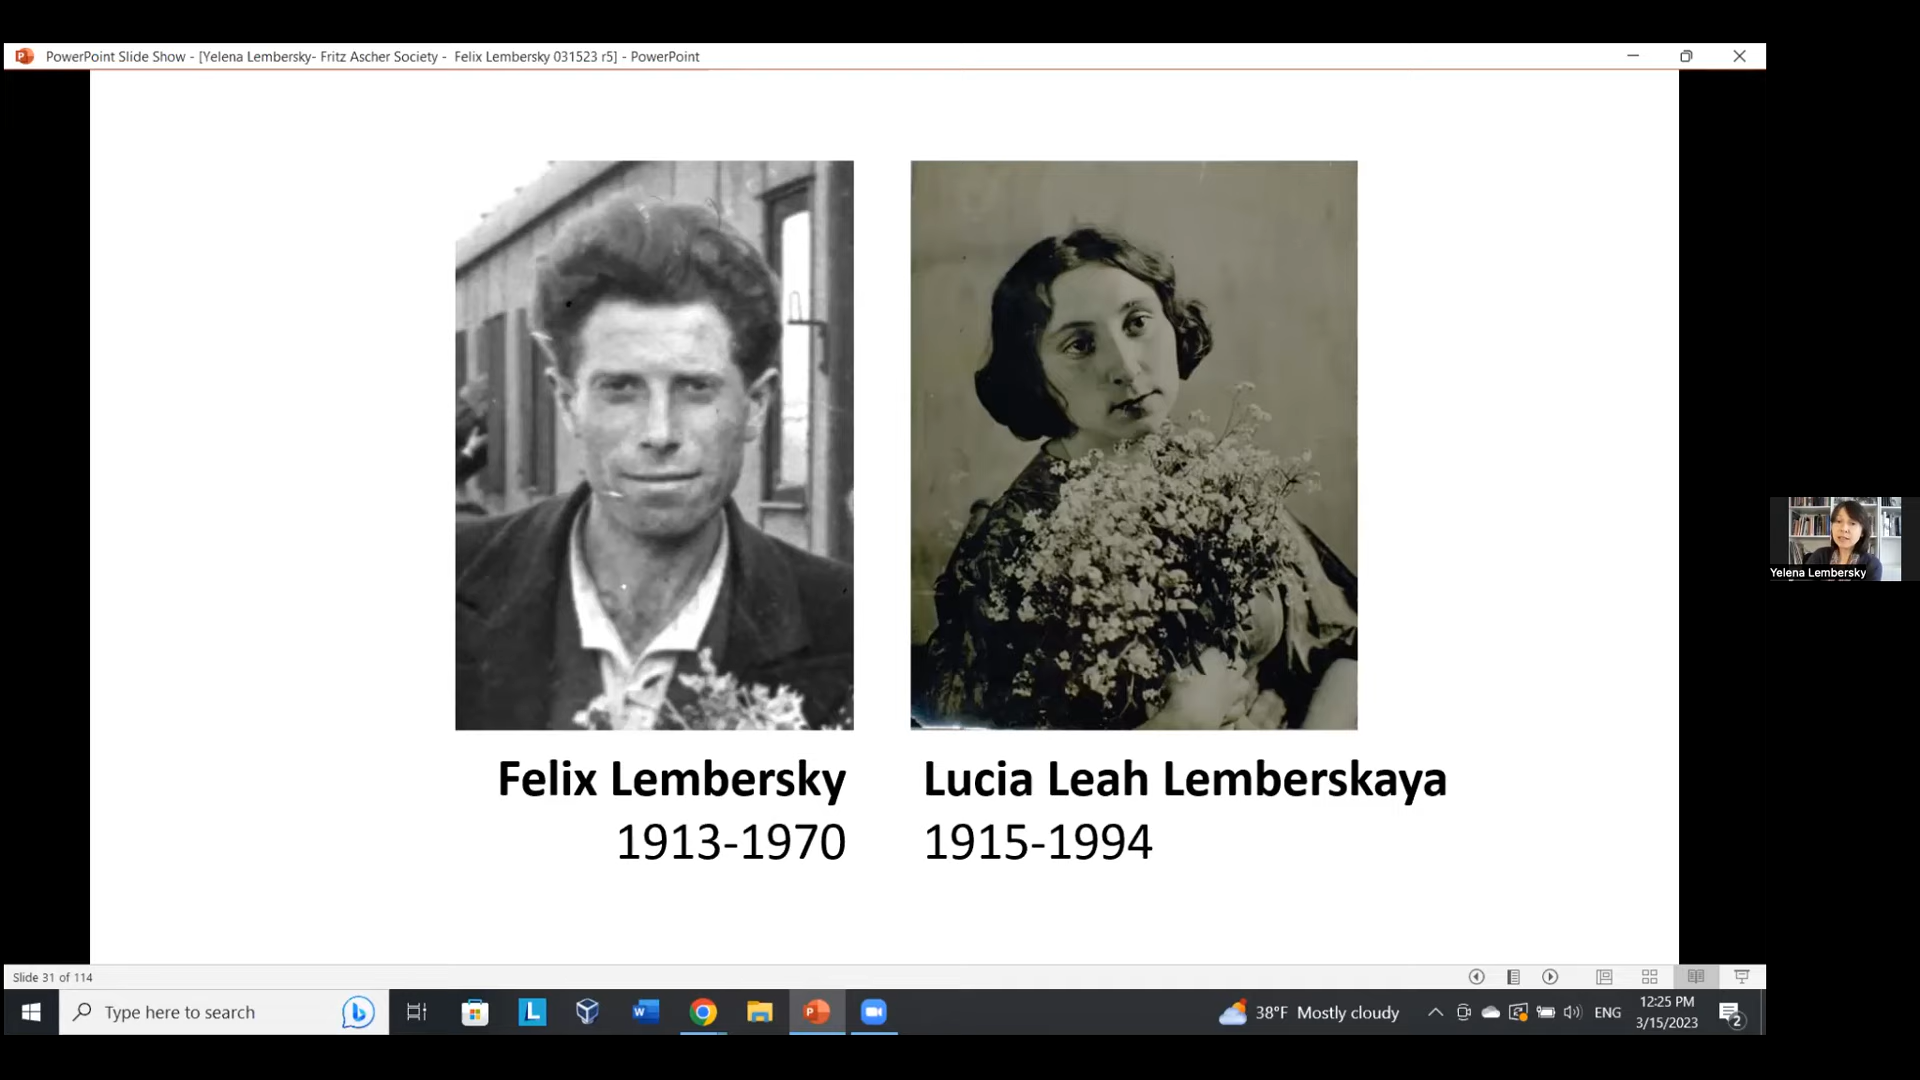 PowerPoint Slide Show - [Yelena Lembersky- Fritz Ascher Society - Felix Lembersky 031523 r5] - PowerPoint
Felix Lembersky
1913-1970
Lucia Leah Lemberskaya
1915-1994
Yelena Lembersky
Slide 31 of 114
Type here to search
38°F Mostly cloudy
ENG
12:25 PM
3/15/2023
2